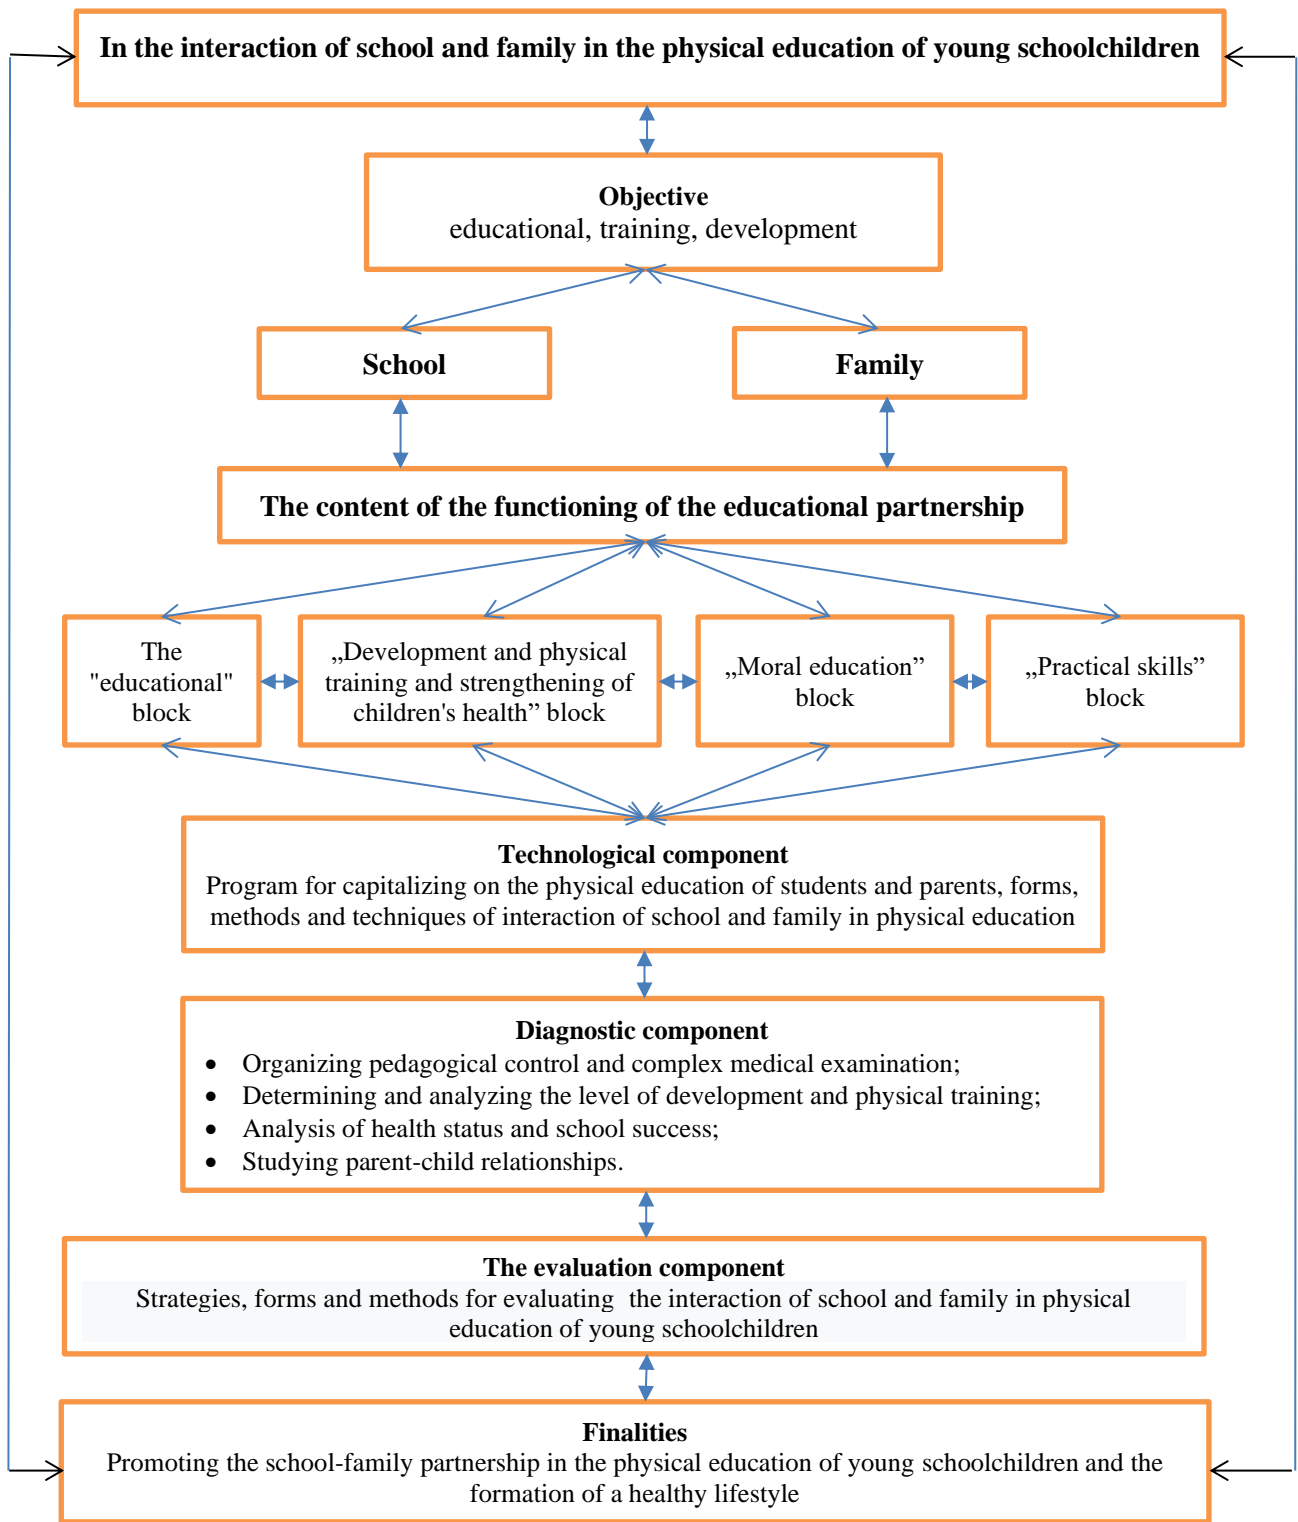 In the interaction of school and family in the physical education of young schoolchildren
Objective
educational, training, development
School
Family
The content of the functioning of the educational partnership
The
"educational"
block
„Development and physical
training and strengthening of
children's health” block
„Moral education”
block
„Practical skills”
block
Technological component
Program for capitalizing on the physical education of students and parents, forms,
methods and techniques of interaction of school and family in physical education
Diagnostic component
• Organizing pedagogical control and complex medical examination;
• Determining and analyzing the level of development and physical training;
• Analysis of health status and school success;
• Studying parent-child relationships.
The evaluation component
Strategies, forms and methods for evaluating the interaction of school and family in physical
education of young schoolchildren
Finalities
Promoting the school-family partnership in the physical education of young schoolchildren and the
formation of a healthy lifestyle